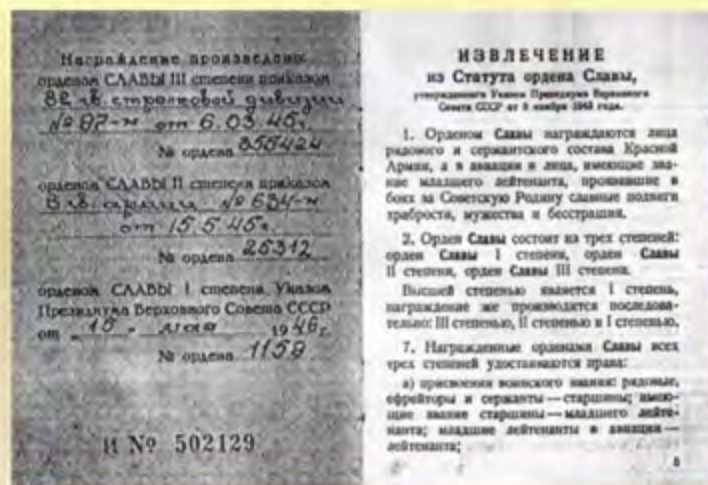 Награждение произведено:
орденом СЛАВЫ III степени приказом
82 гв. стрелковой дивизии
№ 87-н от 6.03.45г.
№ ордена 355424
орденом СЛАВЫ II степени приказом
8 гв. армии № 634-н
от 15.5.45г.
№ ордена 25312
орденом СЛАВЫ I степени Указом
Президиума Верховного Совета СССР
от „15" мая 1946 г.
№ ордена 1159
И № 502129
ИЗВЛЕЧЕНИЕ
из Статута ордена Славы,
утвержденного Указом Президиума Верховного
Совета СССР от 8 ноября 1943 года.
1. Орденом Славы награждаются лица
рядового и сержантского состава Красной
Армии, а в авиации и лица, имеющие зва-
ние младшего лейтенанта, проявившие в
боях за Советскую Родину славные подвиги
храбрости, мужества и бесстрашия.
2. Орден Славы состоит из трех степеней:
орден Славы I степени, орден Славы
II степени, орден Славы III степени.
Высшей степенью является I степень,
награждение же производится последова-
тельно: III степенью, II степенью и I степенью.
7. Награжденные орденами Славы всех
трех степеней удостаиваются права:
а) присвоения воинского звания: рядовые,
ефрейторы и сержанты — старшины; имею-
щие звание старшины — младшего лейте-
нанта; младшие лейтенанты в авиации —
лейтенанта;